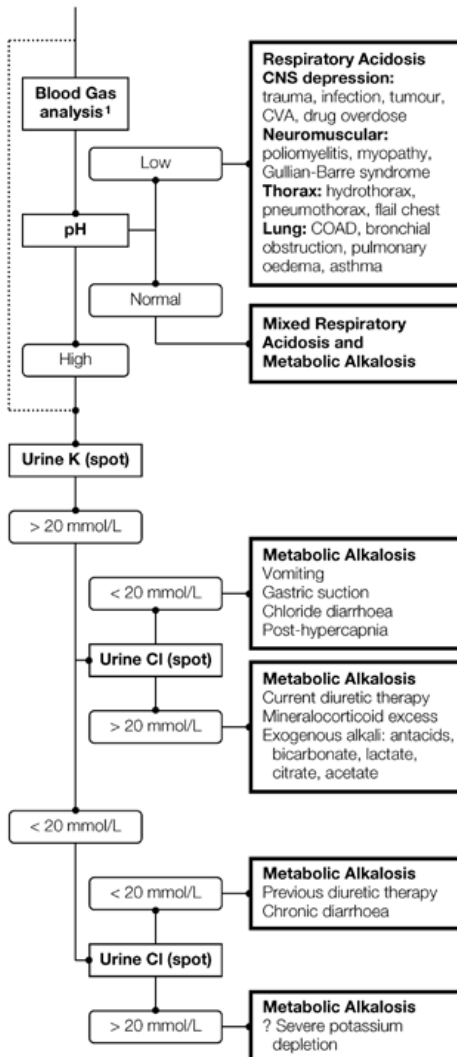 Blood Gas
analysis¹
Low
pH
Normal
High
Respiratory Acidosis
CNS depression:
trauma, infection, tumour,
CVA, drug overdose
Neuromuscular:
poliomyelitis, myopathy,
Gullian-Barre syndrome
Thorax: hydrothorax,
pneumothorax, flail chest
Lung: COAD, bronchial
obstruction, pulmonary
oedema, asthma
Mixed Respiratory
Acidosis and
Metabolic Alkalosis
Urine K (spot)
> 20 mmol/L
< 20 mmol/L
Urine Cl (spot)
> 20 mmol/L
Metabolic Alkalosis
Vomiting
Gastric suction
Chloride diarrhoea
Post-hypercapnia
Metabolic Alkalosis
Current diuretic therapy
Mineralocorticoid excess
Exogenous alkali: antacids,
bicarbonate, lactate,
citrate, acetate
< 20 mmol/L
< 20 mmol/L
Urine Cl (spot)
> 20 mmol/L
Metabolic Alkalosis
Previous diuretic therapy
Chronic diarrhoea
Metabolic Alkalosis
? Severe potassium
depletion